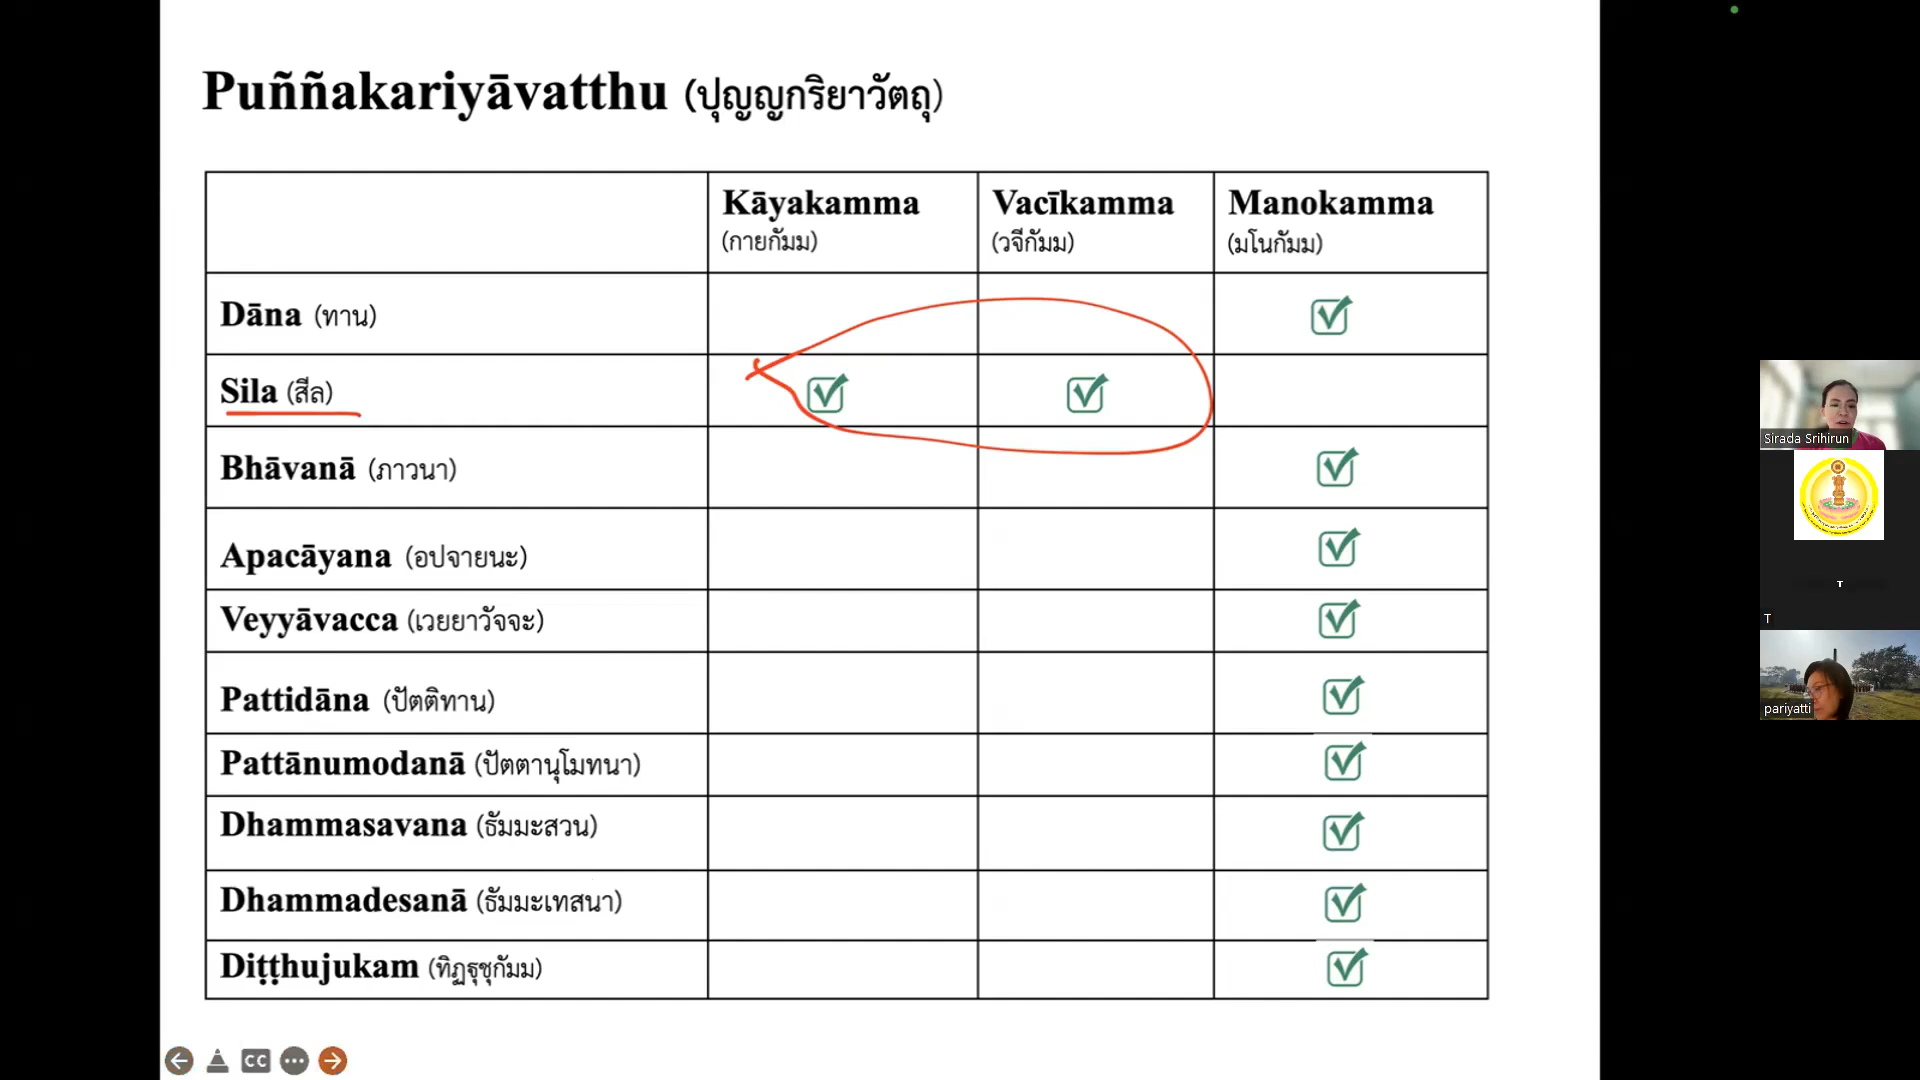 Puññakariyāvatthu (ปุญญกริยาวัตถุ)
Kāyakamma Vacīkamma Manokamma
(กายกัมม) (วจีกัมม) (มโนกัมม)
Dāna (ทาน)
Sila (สีล)
Bhāvanā (ภาวนา)
Apacāyana (อปจายนะ)
Veyyāvacca (เวยยาวัจจะ)
Pattidāna (ปัตติทาน)
Pattānumodanā (ปัตตานุโมทนา)
Dhammasavana (ธัมมะสวน)
Dhammadesanā (ธัมมะเทสนา)
Diṭṭhujukam (ทิฏฐุชุกัมม)
CC
Sirada Srihirun
T
T
pariyatti